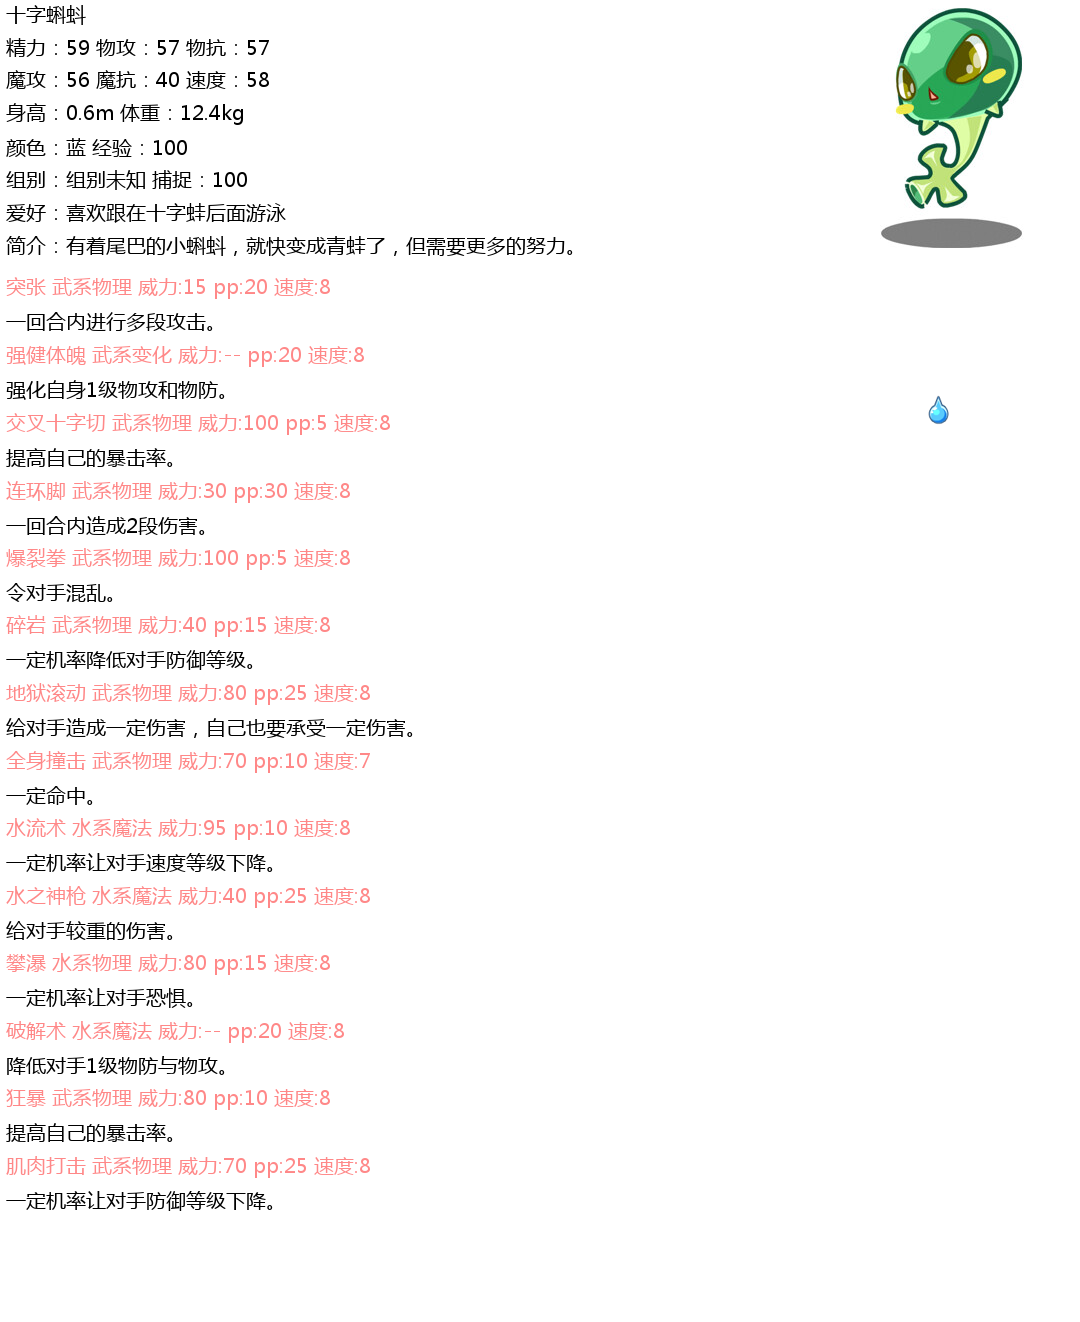 十字蝌蚪
精力：59 物攻：57 物抗：57
魔攻：56 魔抗：40 速度：58
身高：0.6m 体重：12.4kg
颜色：蓝 经验：100
组别：组别未知 捕捉：100
爱好：喜欢跟在十字蛙后面游泳
简介：有着尾巴的小蝌蚪，就快变成青蛙了，但需要更多的努力。
突张 武系物理 威力:15 pp:20 速度:8
一回合内进行多段攻击。
强健体魄 武系变化 威力:-- pp:20 速度:8
强化自身1级物攻和物防。
交叉十字切 武系物理 威力:100 pp:5 速度:8
提高自己的暴击率。
连环脚 武系物理 威力:30 pp:30 速度:8
一回合内造成2段伤害。
爆裂拳 武系物理 威力:100 pp:5 速度:8
令对手混乱。
碎岩 武系物理 威力:40 pp:15 速度:8
一定机率降低对手防御等级。
地狱滚动 武系物理 威力:80 pp:25 速度:8
给对手造成一定伤害，自己也要承受一定伤害。
全身撞击 武系物理 威力:70 pp:10 速度:7
一定命中。
水流术 水系魔法 威力:95 pp:10 速度:8
一定机率让对手速度等级下降。
水之神枪 水系魔法 威力:40 pp:25 速度:8
给对手较重的伤害。
攀瀑 水系物理 威力:80 pp:15 速度:8
一定机率让对手恐惧。
破解术 水系魔法 威力:-- pp:20 速度:8
降低对手1级物防与物攻。
狂暴 武系物理 威力:80 pp:10 速度:8
提高自己的暴击率。
肌肉打击 武系物理 威力:70 pp:25 速度:8
一定机率让对手防御等级下降。